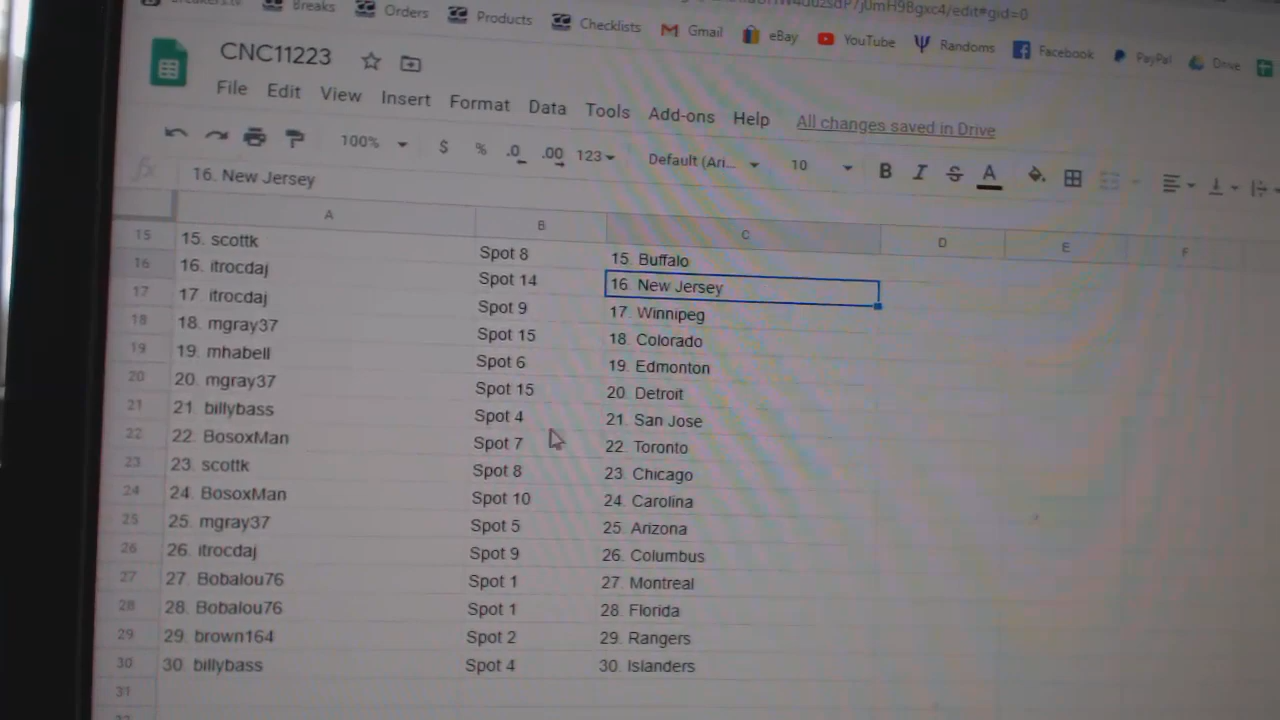 Breaks Orders Products Checklists Gmail eBay YouTube Randoms Facebook PayPal Drive
CNC11223
File Edit View Insert Format Data Tools Add-ons Help All changes saved in Drive
100% $ % .0 .00 123 Default (Ari... 10 B I S A
fx 16. New Jersey
A B C D E F
15 15. scottk Spot 8 15. Buffalo
16 16. itrocdaj Spot 14 16. New Jersey
17 17. itrocdaj Spot 9 17. Winnipeg
18 18. mgray37 Spot 15 18. Colorado
19 19. mhabell Spot 6 19. Edmonton
20 20. mgray37 Spot 15 20. Detroit
21 21. billybass Spot 4 21. San Jose
22 22. BosoxMan Spot 7 22. Toronto
23 23. scottk Spot 8 23. Chicago
24 24. BosoxMan Spot 10 24. Carolina
25 25. mgray37 Spot 5 25. Arizona
26 26. itrocdaj Spot 9 26. Columbus
27 27. Bobalou76 Spot 1 27. Montreal
28 28. Bobalou76 Spot 1 28. Florida
29 29. brown164 Spot 2 29. Rangers
30 30. billybass Spot 4 30. Islanders
31